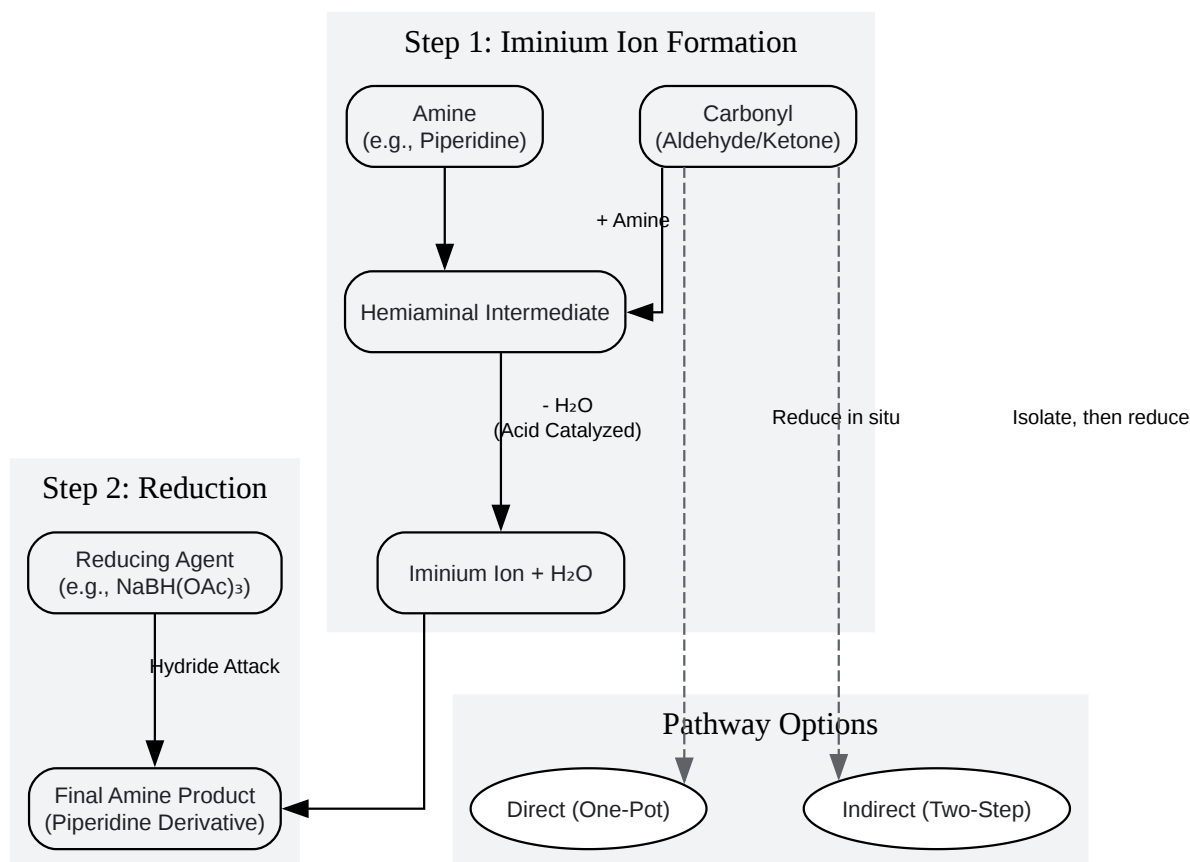 Step 1: Iminium Ion Formation
Amine
(e.g., Piperidine)
Carbonyl
(Aldehyde/Ketone)
+ Amine
Hemiaminal Intermediate
- H₂O
(Acid Catalyzed)
Reduce in situ
Isolate, then reduce
Step 2: Reduction
Reducing Agent
(e.g., NaBH(OAc)₃)
Iminium Ion + H₂O
Hydride Attack
Pathway Options
Final Amine Product
(Piperidine Derivative)
Direct (One-Pot)
Indirect (Two-Step)